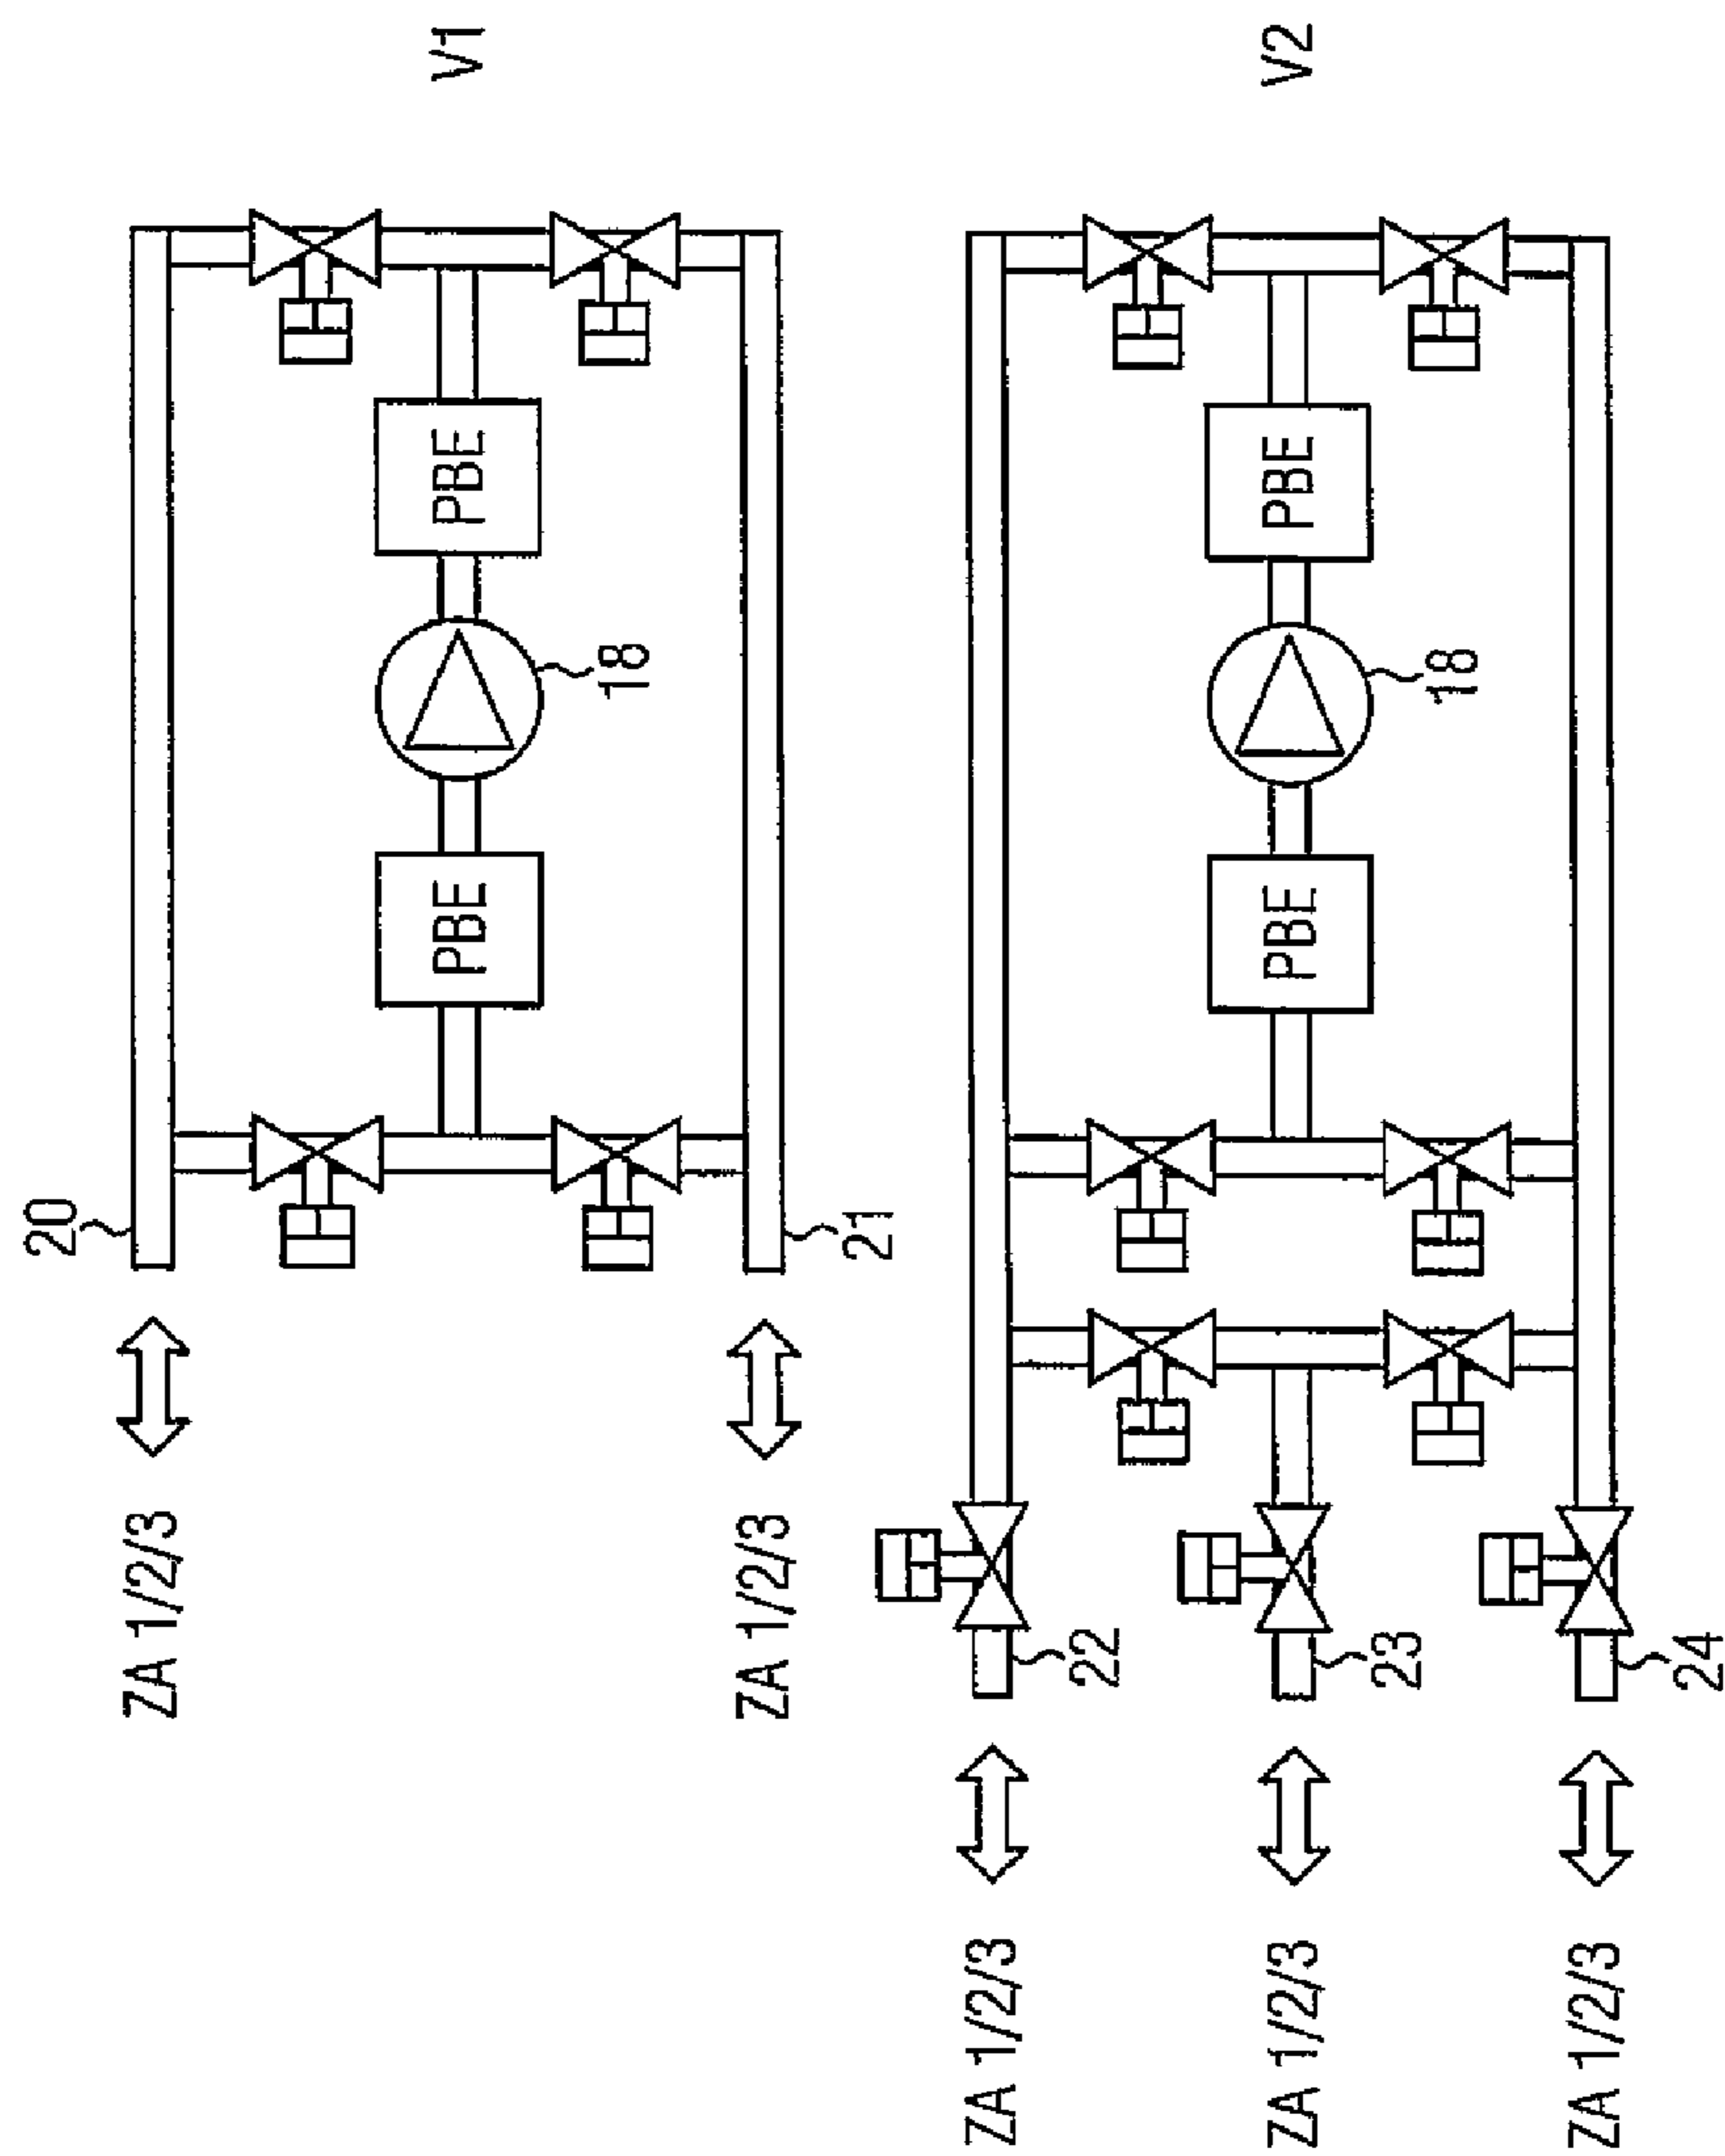 V1
PBE
PBE
18
20
21
ZA 1/2/3
ZA 1/2/3
V2
PBE
PBE
18
22
23
24
ZA 1/2/3
ZA 1/2/3
ZA 1/2/3